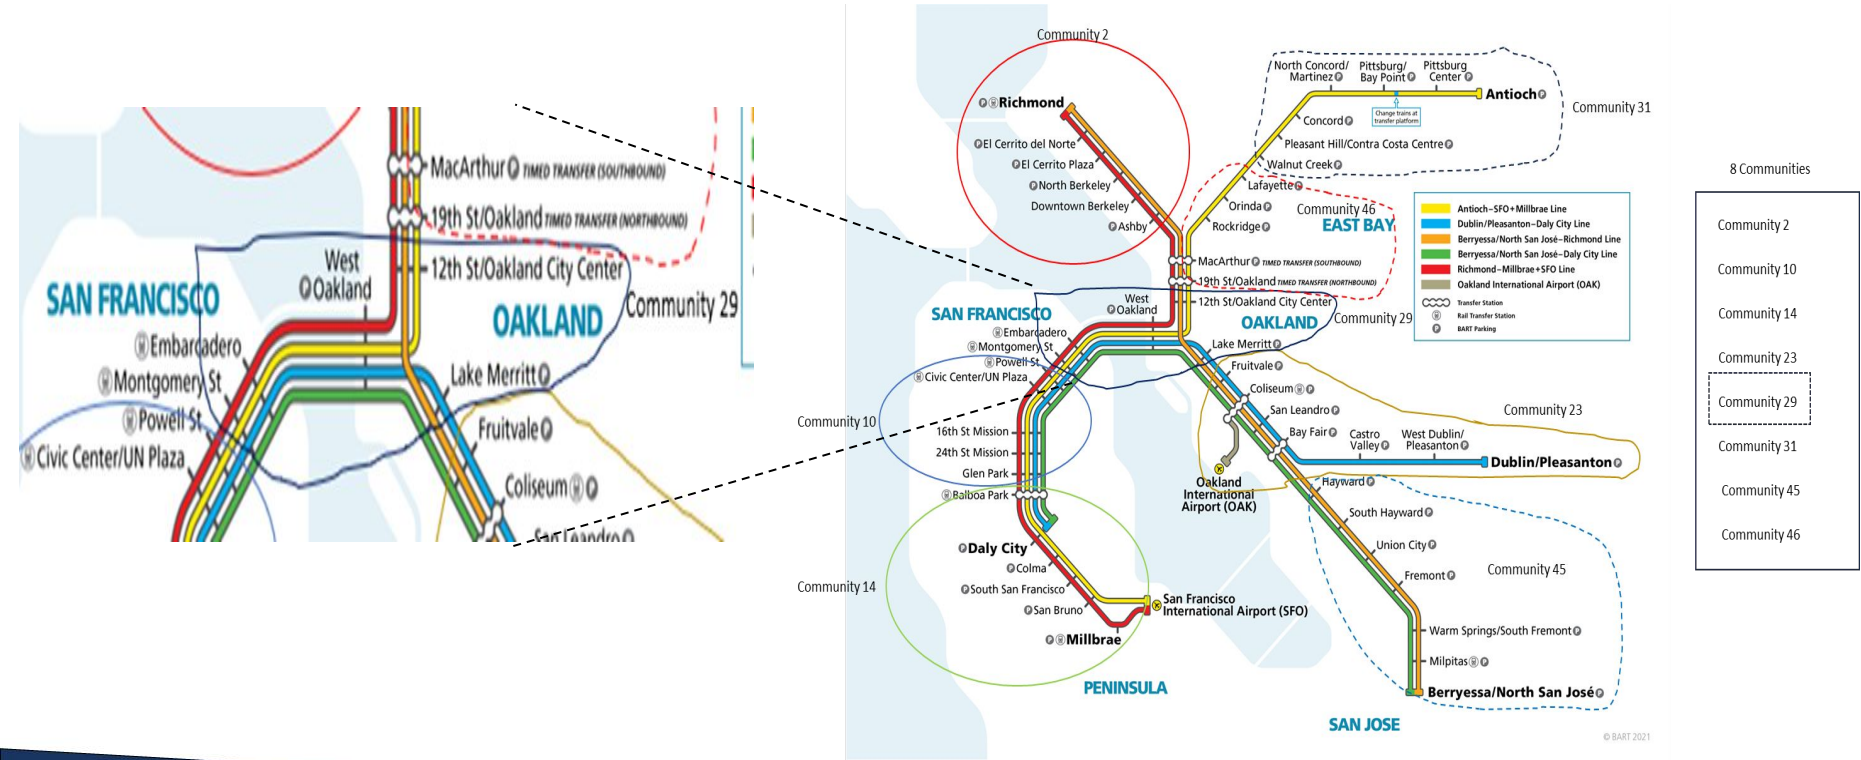 MacArthur P TIMED TRANSFER (SOUTHBOUND)
19th St/Oakland TIMED TRANSFER (NORTHBOUND)
West
P Oakland
12th St/Oakland City Center
SAN FRANCISCO
OAKLAND
Community 29
Embarcadero
Montgomery St
Powell St
Civic Center/UN Plaza
Lake Merritt P
Fruitvale P
Coliseum P
San Leandro P
Community 2
Richmond
El Cerrito del Norte
El Cerrito Plaza
North Berkeley
Downtown Berkeley
Ashby P
North Concord/
Martinez P
Pittsburg/
Bay Point P
Pittsburg
Center P
Antioch P
Change trains at
transfer platform
Community 31
Concord P
Pleasant Hill/Contra Costa Centre P
Walnut Creek P
Lafayette P
Orinda P
Rockridge P
Community 46
EAST BAY
MacArthur P TIMED TRANSFER (SOUTHBOUND)
19th St/Oakland TIMED TRANSFER (NORTHBOUND)
12th St/Oakland City Center
West
P Oakland
SAN FRANCISCO
OAKLAND
Community 29
Embarcadero
Montgomery St
Powell St
Civic Center/UN Plaza
Lake Merritt P
Fruitvale P
Coliseum P
San Leandro P
Bay Fair P
Castro
Valley P
West Dublin/
Pleasanton P
Dublin/Pleasanton P
Community 23
Community 10
16th St Mission
24th St Mission
Glen Park
Balboa Park
Oakland
International
Airport (OAK)
Hayward P
South Hayward P
Union City P
Fremont P
Community 45
Warm Springs/South Fremont P
Milpitas P
Berryessa/North San José P
Community 14
P Daly City
P Colma
P South San Francisco
P San Bruno
P Millbrae
San Francisco
International Airport (SFO)
PENINSULA
SAN JOSE
© BART 2021
Antioch–SFO+Millbrae Line
Dublin/Pleasanton–Daly City Line
Berryessa/North San José–Richmond Line
Berryessa/North San José–Daly City Line
Richmond–Millbrae+SFO Line
Oakland International Airport (OAK)
Transfer Station
Rail Transfer Station
P BART Parking
8 Communities
Community 2
Community 10
Community 14
Community 23
Community 29
Community 31
Community 45
Community 46